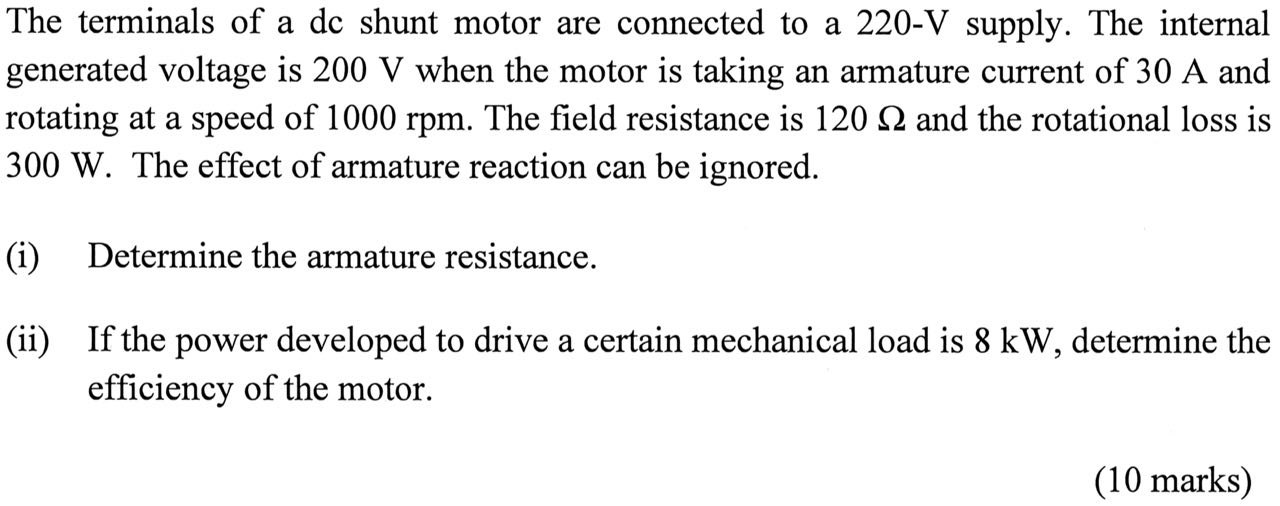 The terminals of a dc shunt motor are connected to a 220-V supply. The internal
generated voltage is 200 V when the motor is taking an armature current of 30 A and
rotating at a speed of 1000 rpm. The field resistance is 120 Ω and the rotational loss is
300 W. The effect of armature reaction can be ignored.
(i) Determine the armature resistance.
(ii) If the power developed to drive a certain mechanical load is 8 kW, determine the
efficiency of the motor.
(10 marks)